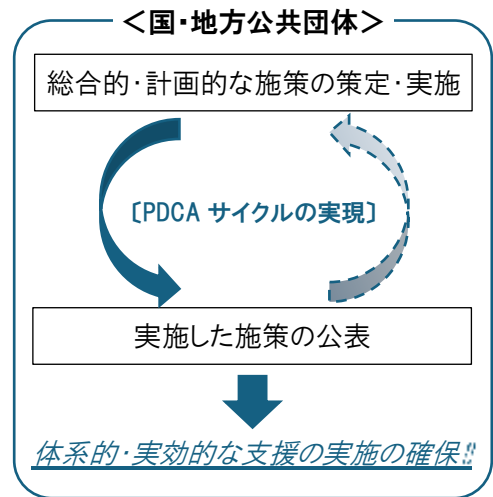 ＜国・地方公共団体＞
総合的・計画的な施策の策定・実施
〔PDCA サイクルの実現〕
実施した施策の公表
体系的・実効的な支援の実施の確保‼